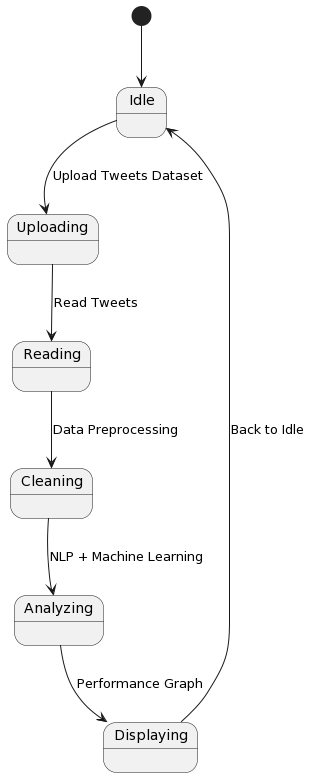 Idle
Upload Tweets Dataset
Uploading
Read Tweets
Reading
Data Preprocessing
Back to Idle
Cleaning
NLP + Machine Learning
Analyzing
Performance Graph
Displaying